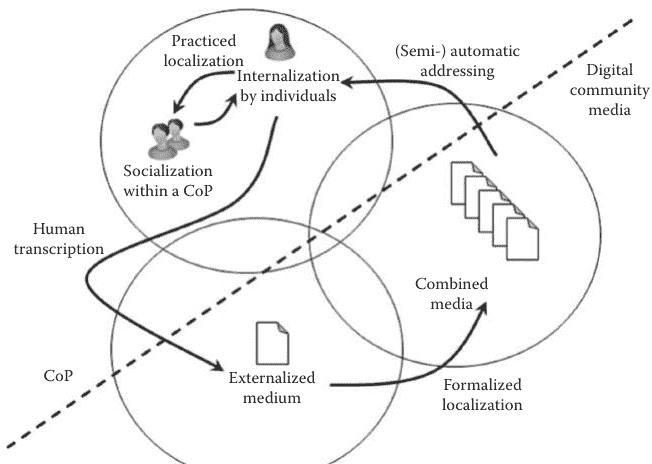 Practiced
localization
Internalization
by individuals
(Semi-) automatic
addressing
Digital
community
media
Socialization
within a CoP
Human
transcription
Combined
media
CoP
Externalized
medium
Formalized
localization